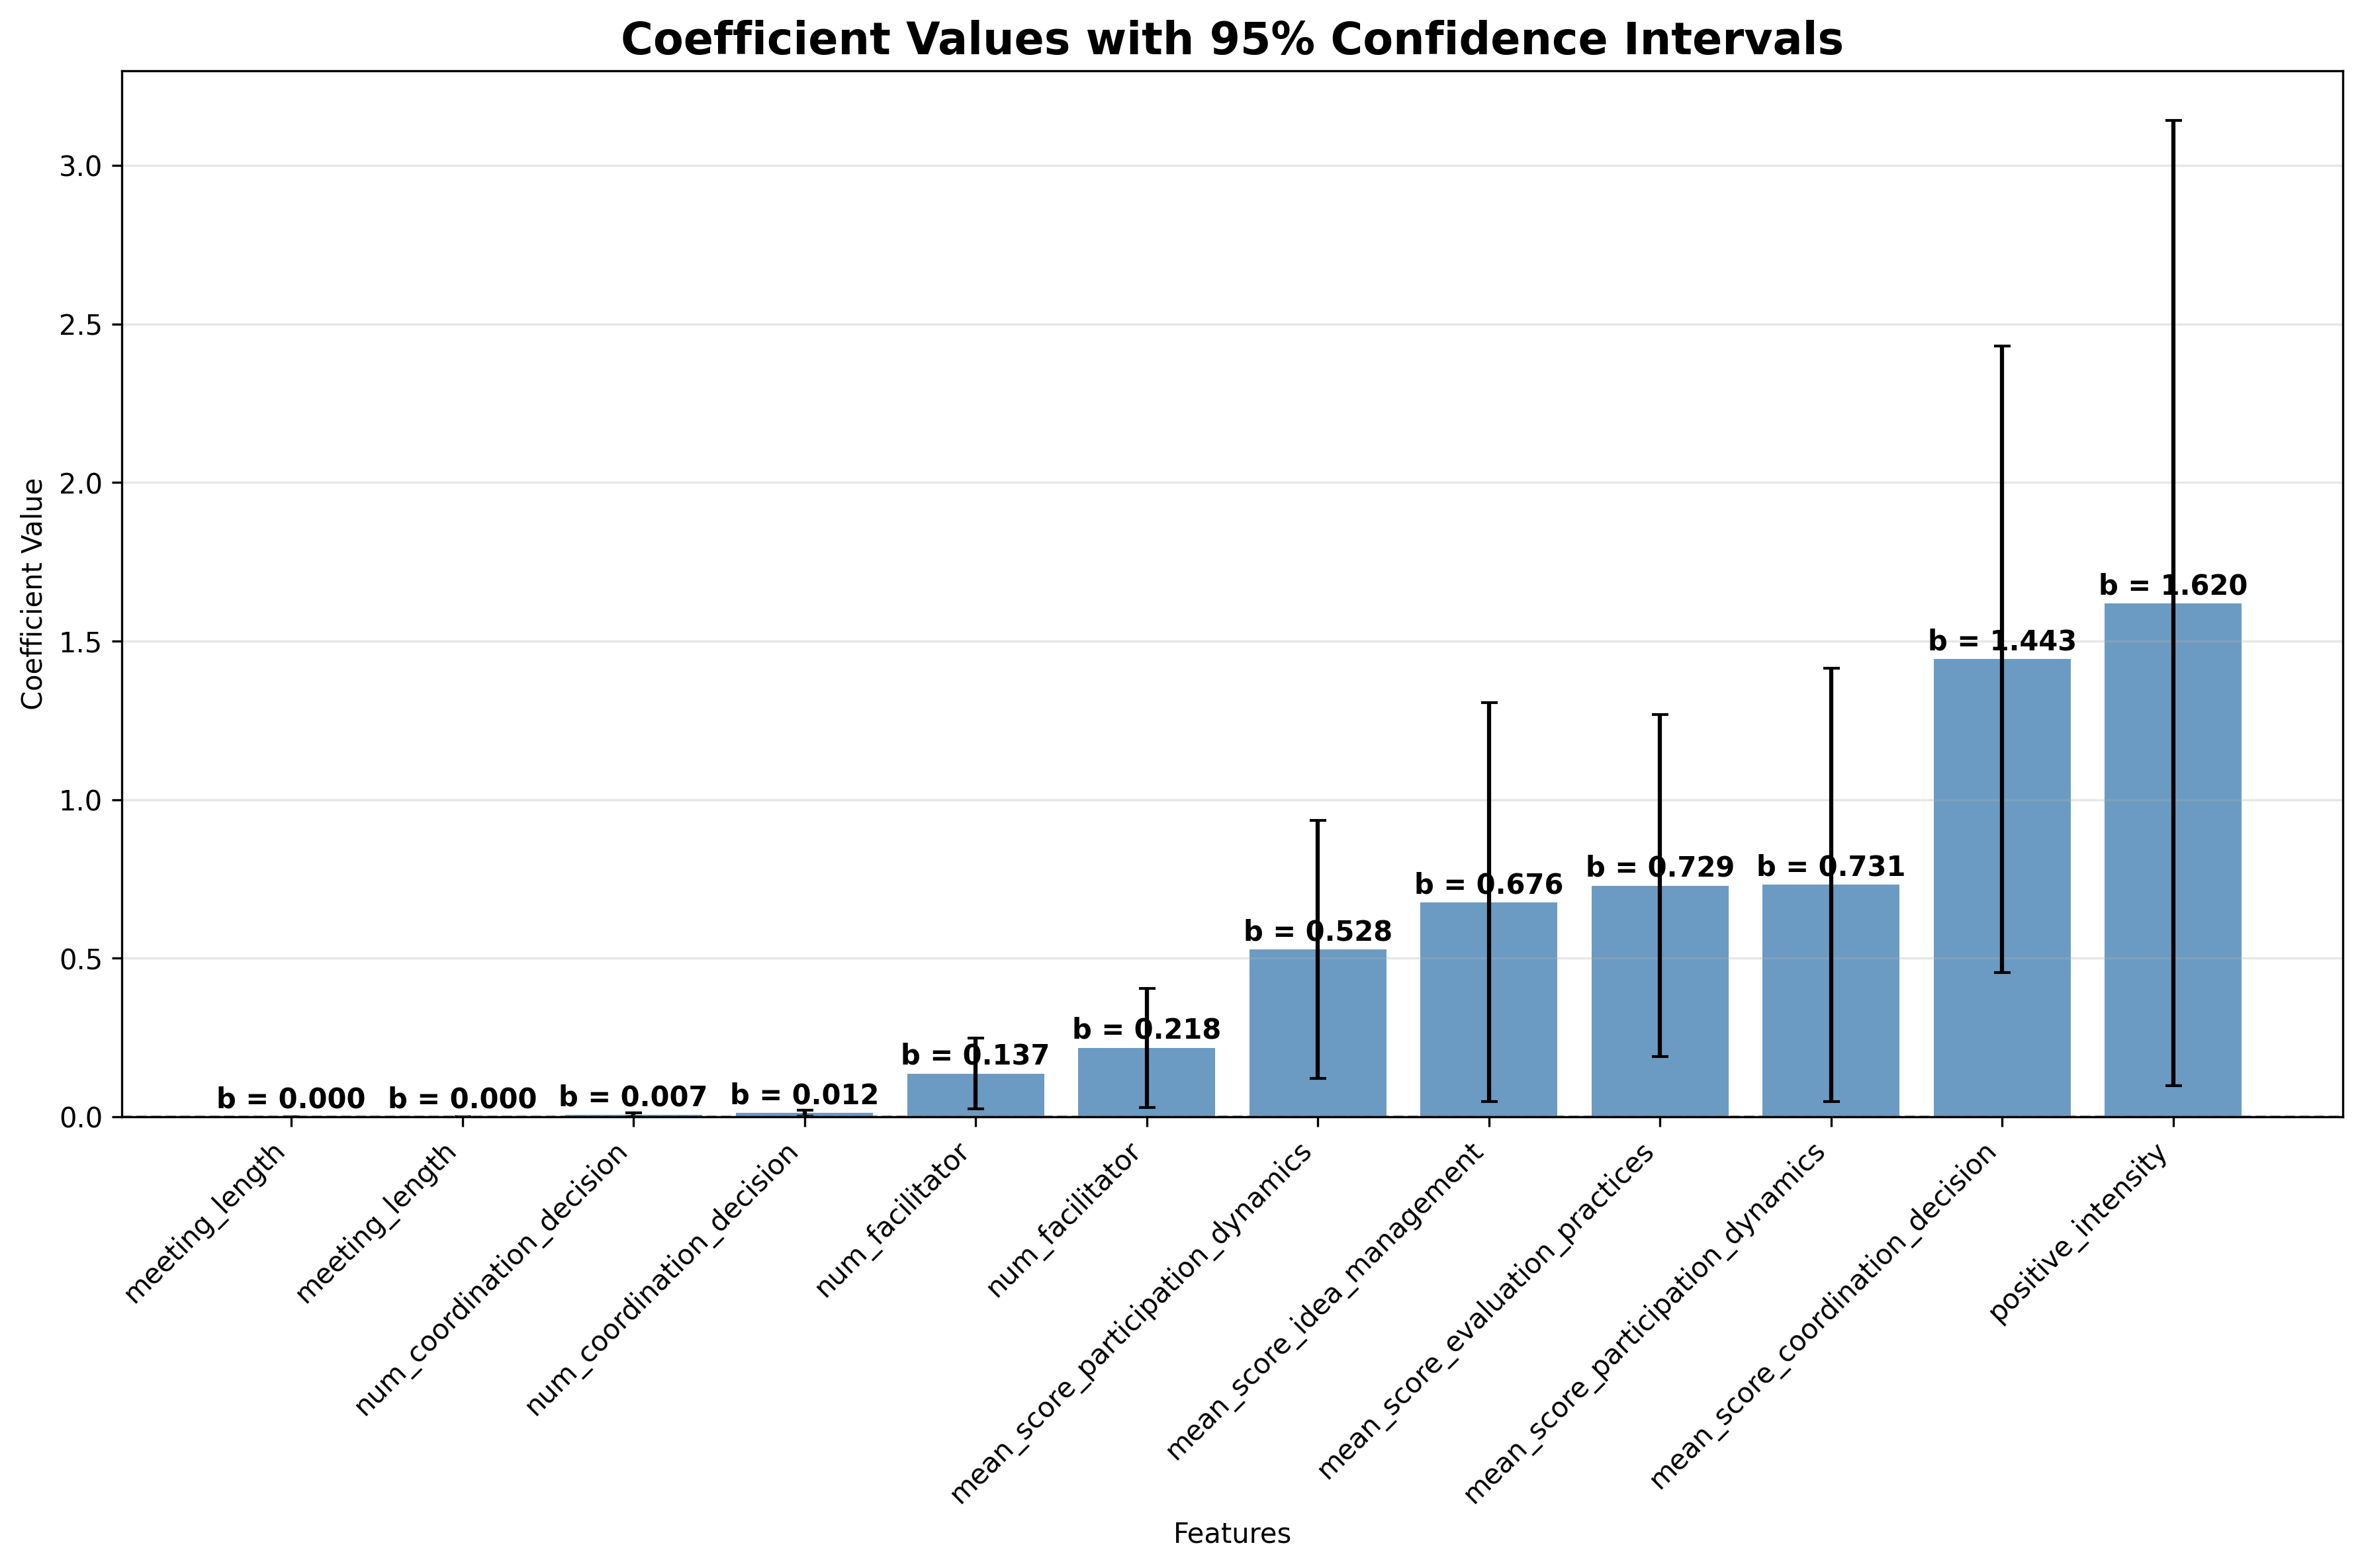 Coefficient Values with 95% Confidence Intervals
Coefficient Value
3.0
2.5
2.0
1.5
1.0
0.5
0.0
b = 0.000
b = 0.000
b = 0.007
b = 0.012
b = 0.137
b = 0.218
b = 0.528
b = 0.676
b = 0.729
b = 0.731
b = 1.443
b = 1.620
meeting_length
meeting_length
num_coordination_decision
num_coordination_decision
num_facilitator
num_facilitator
mean_score_participation_dynamics
mean_score_idea_management
mean_score_evaluation_practices
mean_score_participation_dynamics
mean_score_coordination_decision
positive_intensity
Features